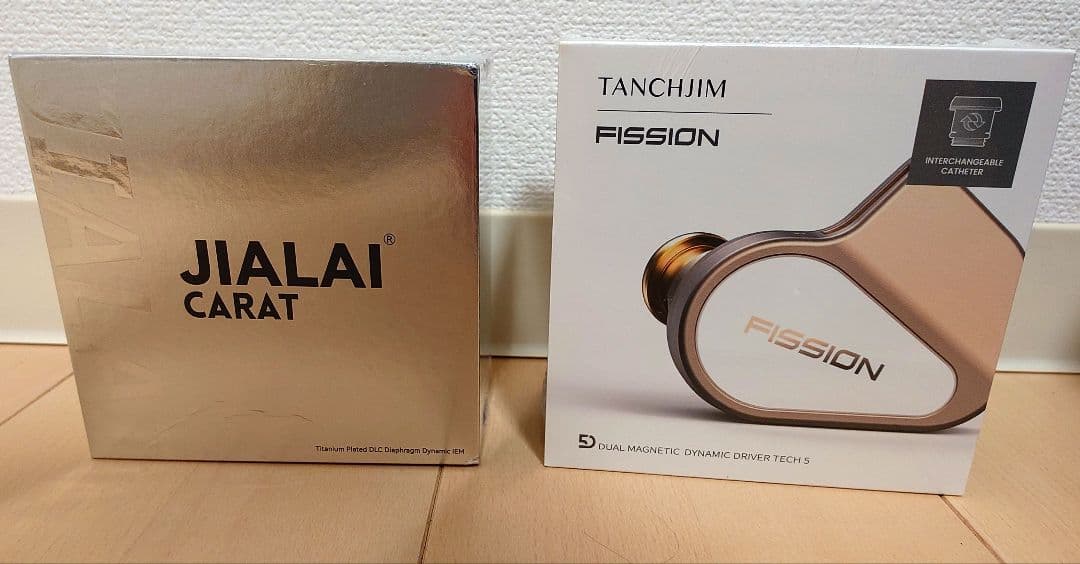 JIALAI®
CARAT
Titanium Plated DLC Diaphragm Dynamic IEM
TANCHJIM
FISSION
INTERCHANGEABLE
CATHETER
FISSION
5D DUAL MAGNETIC DYNAMIC DRIVER TECH 5